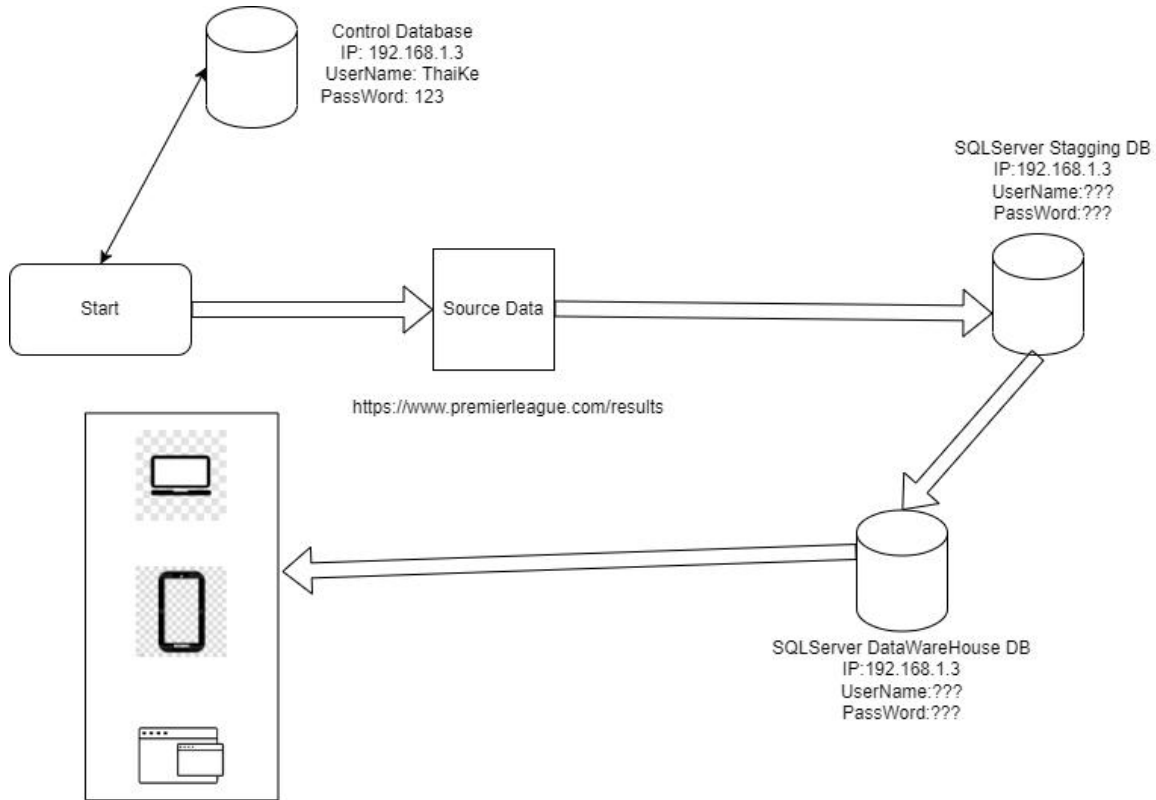 Control Database
IP: 192.168.1.3
UserName: ThaiKe
PassWord: 123
SQLServer Stagging DB
IP:192.168.1.3
UserName:???
PassWord:???
Start
Source Data
https://www.premierleague.com/results
SQLServer DataWareHouse DB
IP:192.168.1.3
UserName:???
PassWord:???